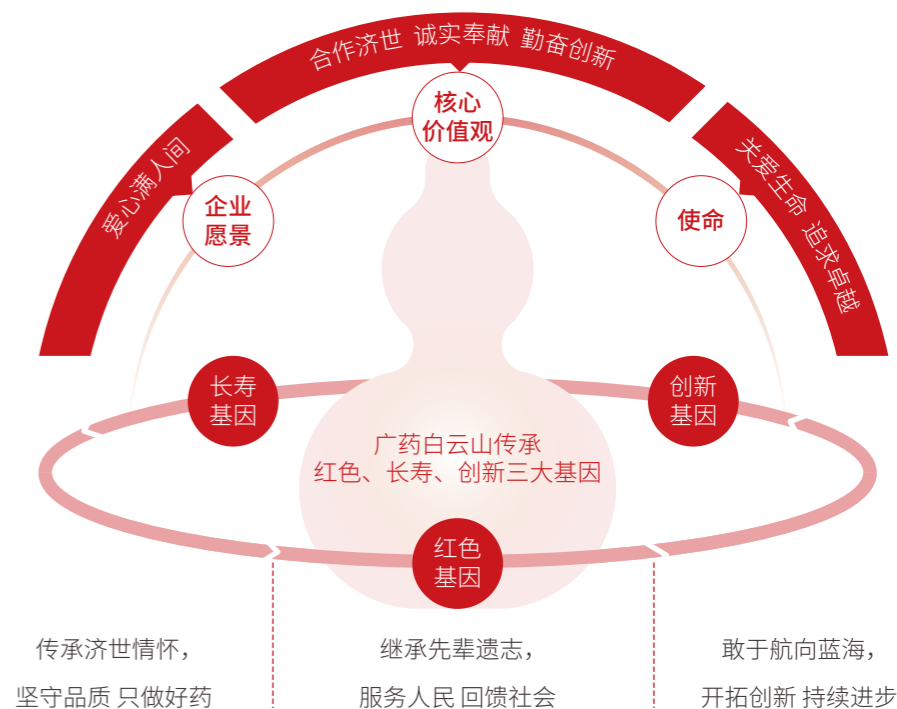 合作济世 诚实奉献 勤奋创新
核心
价值观
爱心满人间
企业
愿景
关爱生命 追求卓越
使命
长寿
基因
创新
基因
广药白云山传承
红色、长寿、创新三大基因
红色
基因
传承济世情怀，
坚守品质 只做好药
继承先辈遗志，
服务人民 回馈社会
敢于航向蓝海，
开拓创新 持续进步